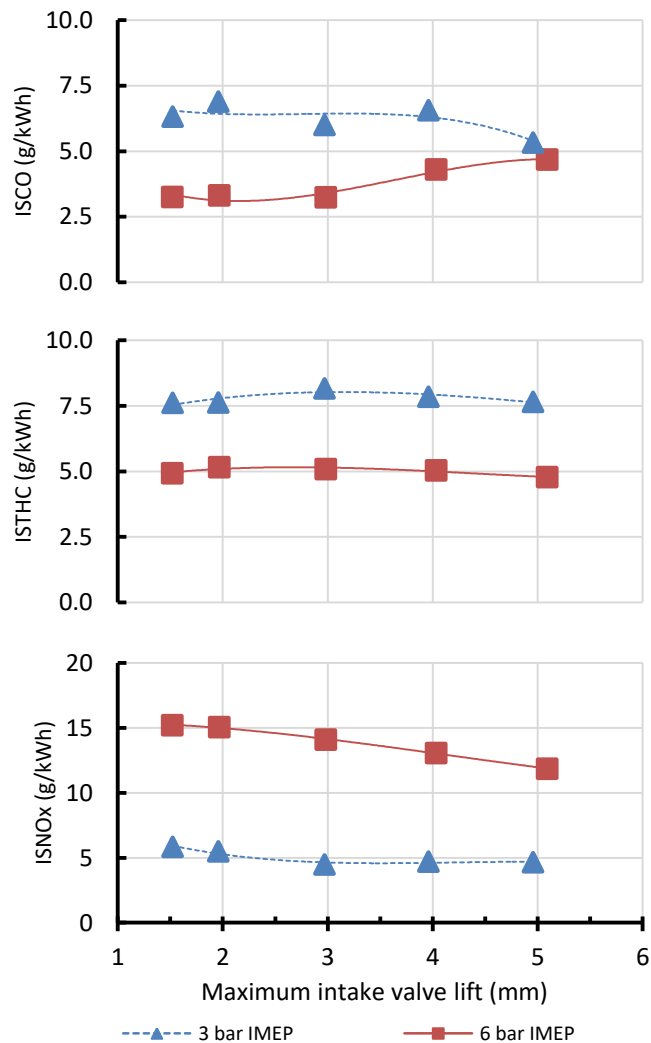 10.0
7.5
5.0
2.5
0.0
ISCO (g/kWh)
10.0
7.5
5.0
2.5
0.0
ISTHC (g/kWh)
20
15
10
5
0
ISNOx (g/kWh)
1 2 3 4 5 6
Maximum intake valve lift (mm)
3 bar IMEP 6 bar IMEP